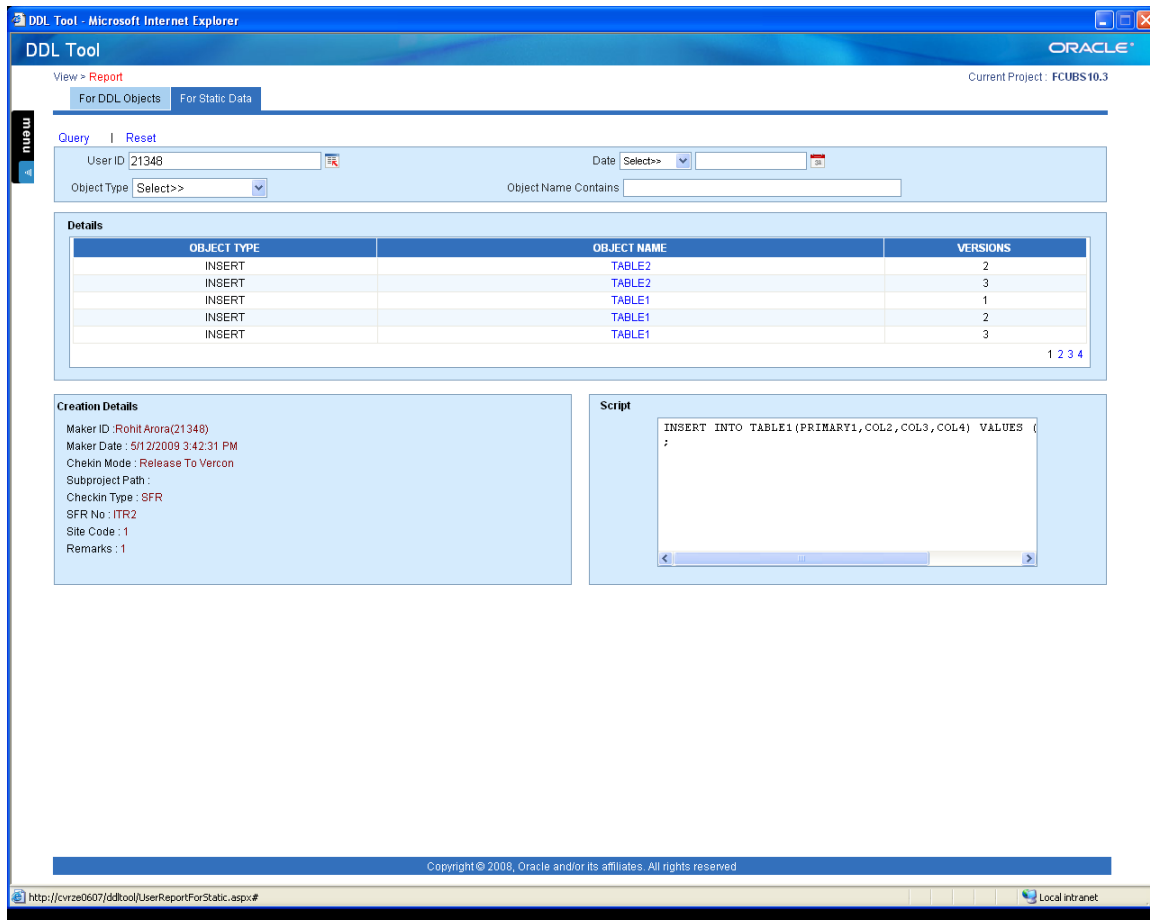 DDL Tool - Microsoft Internet Explorer
DDL Tool
ORACLE
View > Report
Current Project : FCUBS10.3
For DDL Objects For Static Data
menu
Query | Reset
User ID 21348 Date Select>>
Object Type Select>> Object Name Contains
Details
OBJECT TYPE OBJECT NAME VERSIONS
INSERT TABLE2 2
INSERT TABLE2 3
INSERT TABLE1 1
INSERT TABLE1 2
INSERT TABLE1 3
1 2 3 4
Creation Details
Maker ID :Rohit Arora(21348)
Maker Date : 5/12/2009 3:42:31 PM
Chekin Mode : Release To Vercon
Subproject Path :
Checkin Type : SFR
SFR No : ITR2
Site Code : 1
Remarks : 1
Script
INSERT INTO TABLE1(PRIMARY1,COL2,COL3,COL4) VALUES (
;
Copyright © 2008, Oracle and/or its affiliates. All rights reserved
http://cvrze0607/ddltool/UserReportForStatic.aspx#
Local intranet